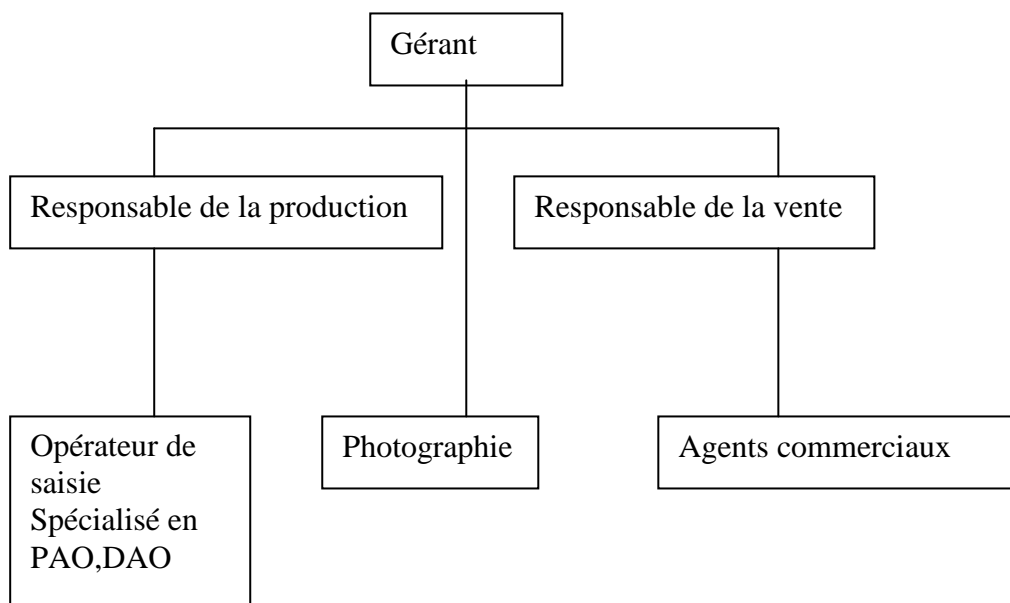 Gérant
Responsable de la production
Responsable de la vente
Opérateur de
saisie
Spécialisé en
PAO,DAO
Photographie
Agents commerciaux